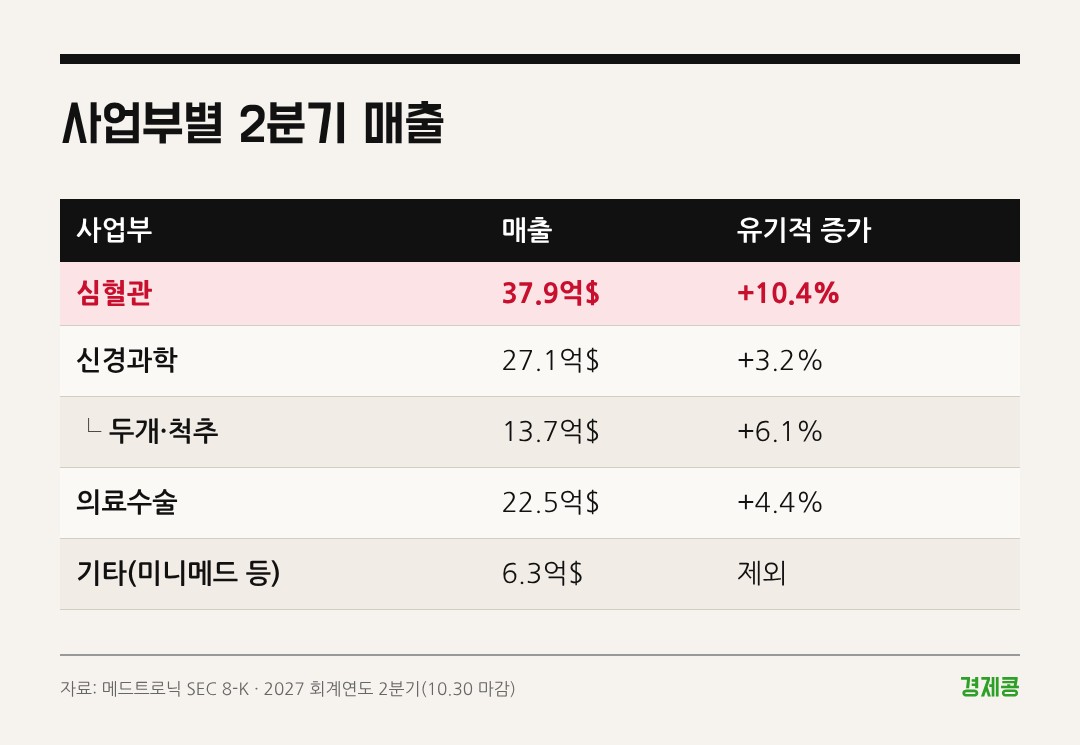 사업부별 2분기 매출
사업부 매출 유기적 증가
심혈관 37.9억$ +10.4%
신경과학 27.1억$ +3.2%
└ 두개·척추 13.7억$ +6.1%
의료수술 22.5억$ +4.4%
기타(미니메드 등) 6.3억$ 제외
자료: 메드트로닉 SEC 8-K · 2027 회계연도 2분기(10.30 마감)
경제콩